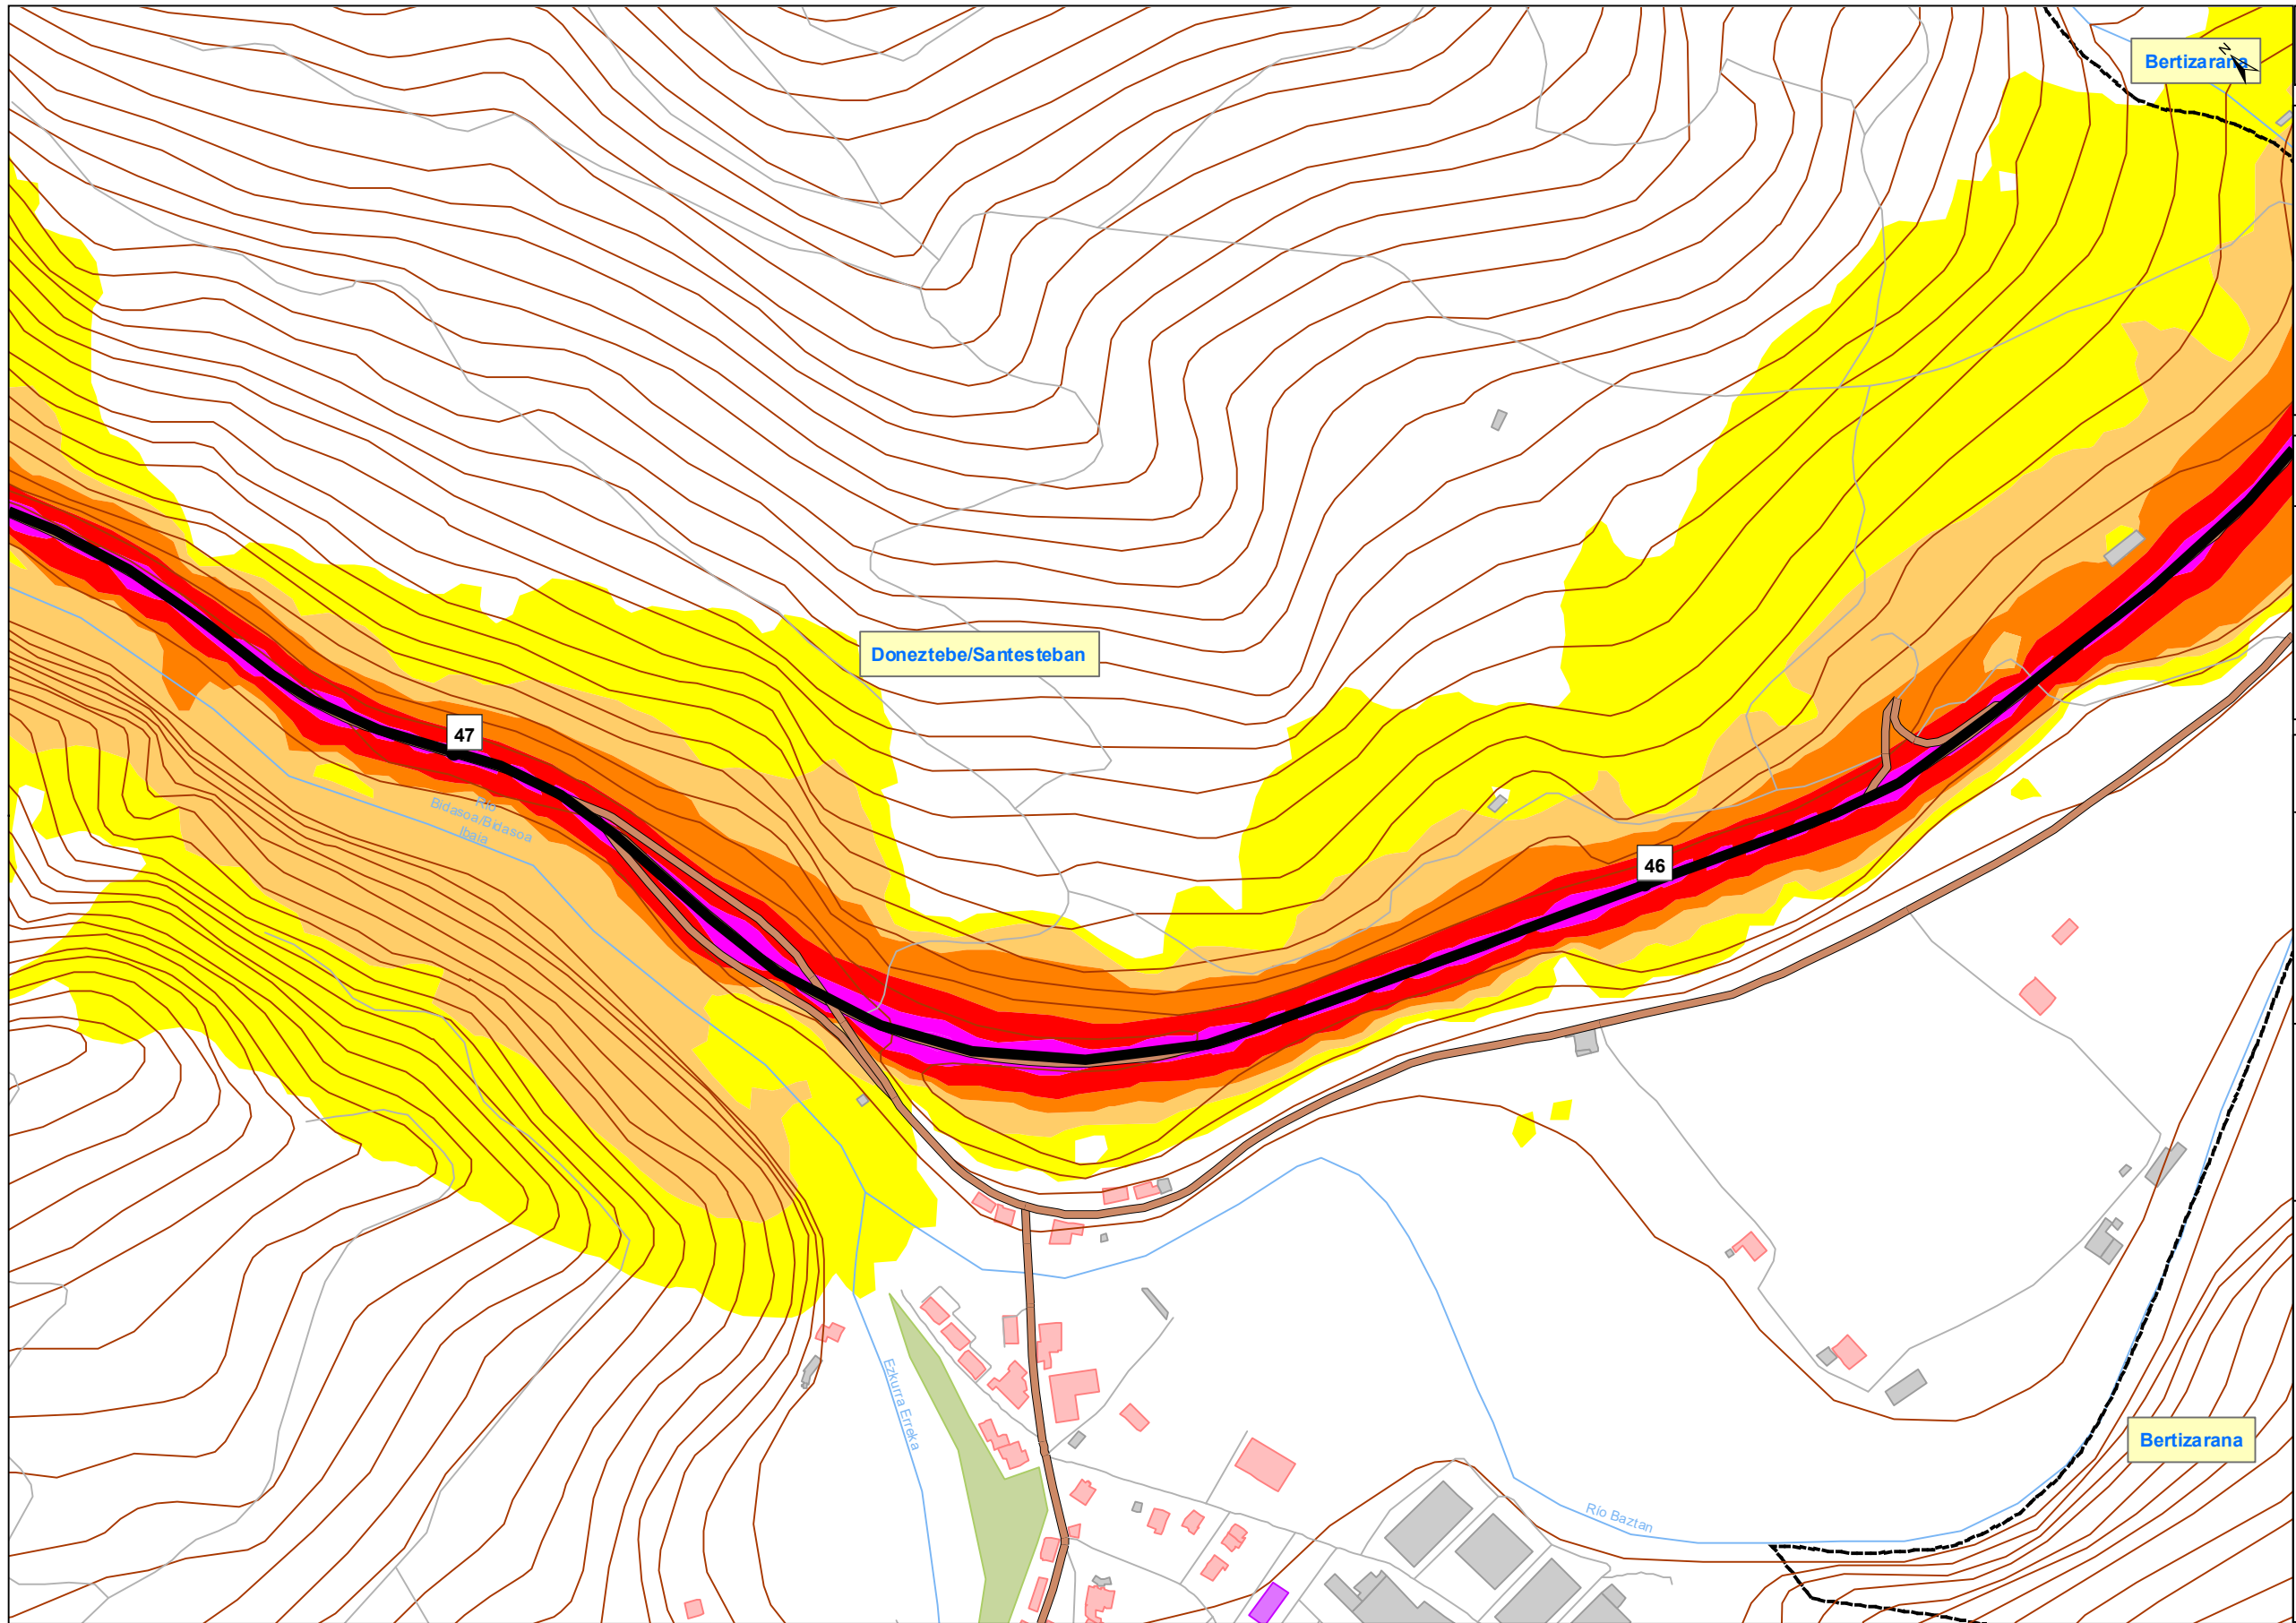 Bertizarana
N
Doneztebe/Santesteban
47
Río
Bidasoa/Bidasoa
Ibaia
46
Ezkurra Erreka
Bertizarana
Río Baztan